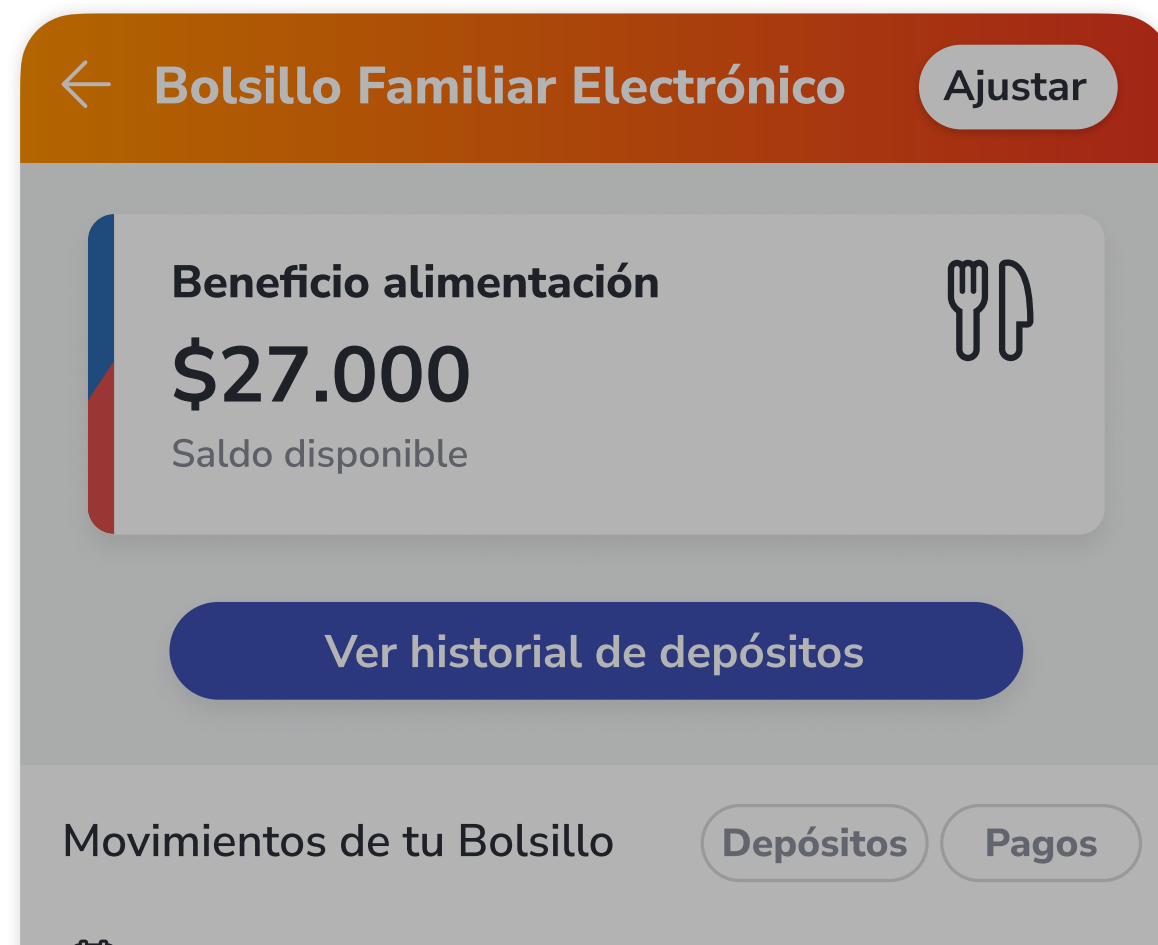 Bolsillo Familiar Electrónico
Ajustar
Beneficio alimentación
$27.000
Saldo disponible
Ver historial de depósitos
Movimientos de tu Bolsillo
Depósitos
Pagos